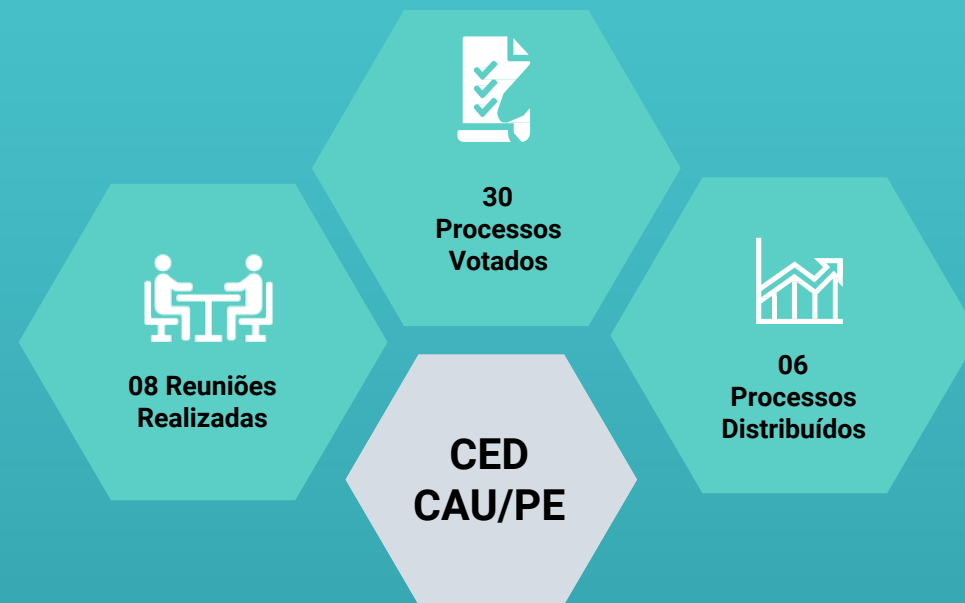 30
Processos
Votados
08 Reuniões
Realizadas
06
Processos
Distribuídos
CED
CAU/PE